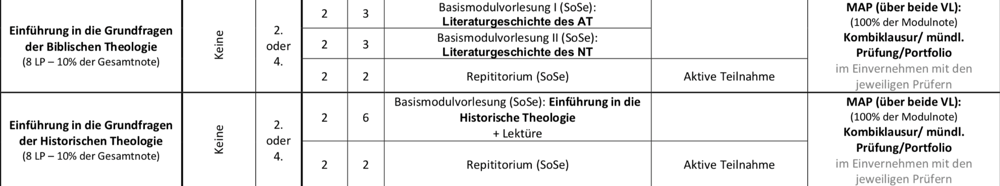 Einführung in die Grundfragen
der Biblischen Theologie
(8 LP – 10% der Gesamtnote)
Keine
2.
oder
4.
2
3
Basismodulvorlesung I (SoSe):
Literaturgeschichte des AT
2
3
Basismodulvorlesung II (SoSe):
Literaturgeschichte des NT
2
2
Repititorium (SoSe)
Aktive Teilnahme
MAP (über beide VL):
(100% der Modulnote)
Kombiklausur/ mündl.
Prüfung/Portfolio
im Einvernehmen mit den
jeweiligen Prüfern
Einführung in die Grundfragen
der Historischen Theologie
(8 LP – 10% der Gesamtnote)
Keine
2.
oder
4.
2
6
Basismodulvorlesung (SoSe): Einführung in die
Historische Theologie
+ Lektüre
2
2
Repititorium (SoSe)
Aktive Teilnahme
MAP (über beide VL):
(100% der Modulnote)
Kombiklausur/ mündl.
Prüfung/Portfolio
im Einvernehmen mit den
jeweiligen Prüfern